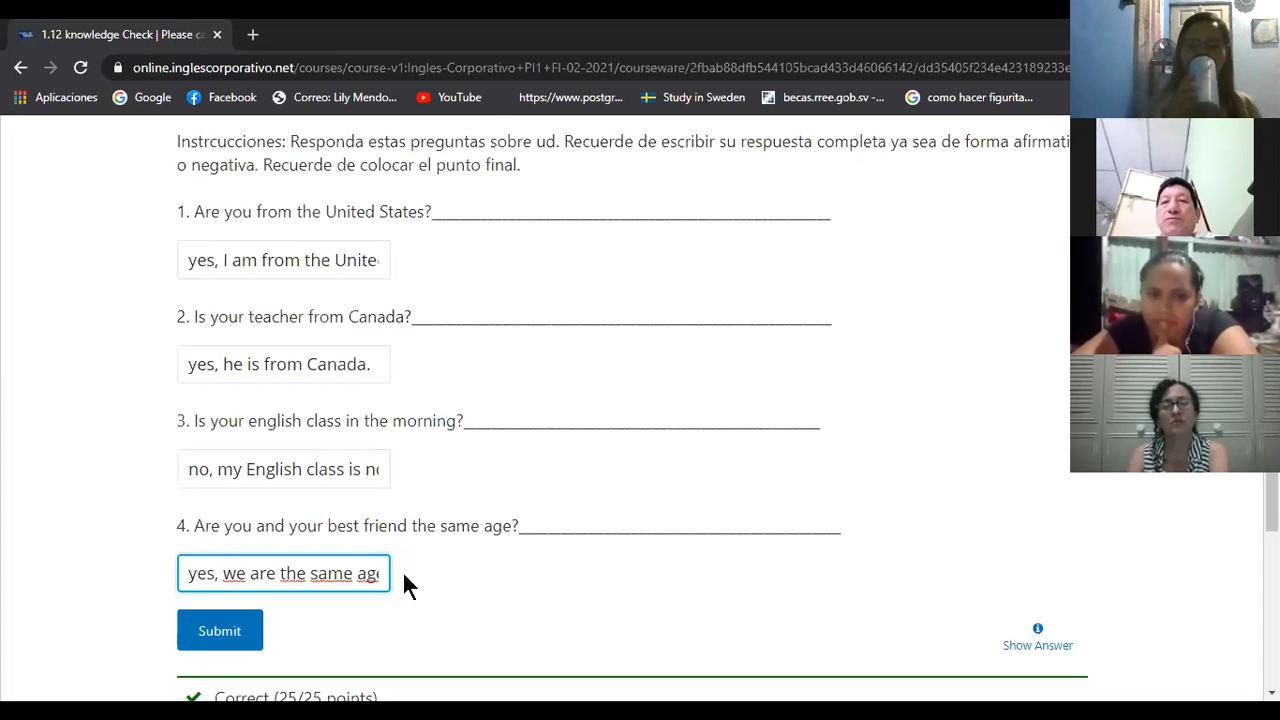 1.12 knowledge Check | Please ca
online.inglescorporativo.net/courses/course-v1:Ingles-Corporativo+PI1+FI-02-2021/courseware/2fbab88dfb544105bcad433d46066142/dd35405f234e423189233e
Aplicaciones Google Facebook Correo: Lily Mendo... YouTube https://www.postgr... Study in Sweden becas.rree.gob.sv -... como hacer figurita...
Instrucciones: Responda estas preguntas sobre ud. Recuerde de escribir su respuesta completa ya sea de forma afirmati
o negativa. Recuerde de colocar el punto final.
1. Are you from the United States?
yes, I am from the Unite
2. Is your teacher from Canada?
yes, he is from Canada.
3. Is your english class in the morning?
no, my English class is no
4. Are you and your best friend the same age?
yes, we are the same age
Submit
Show Answer
Correct (25/25 points)